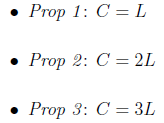 • Prop 1: C = L
• Prop 2: C = 2L
• Prop 3: C = 3L